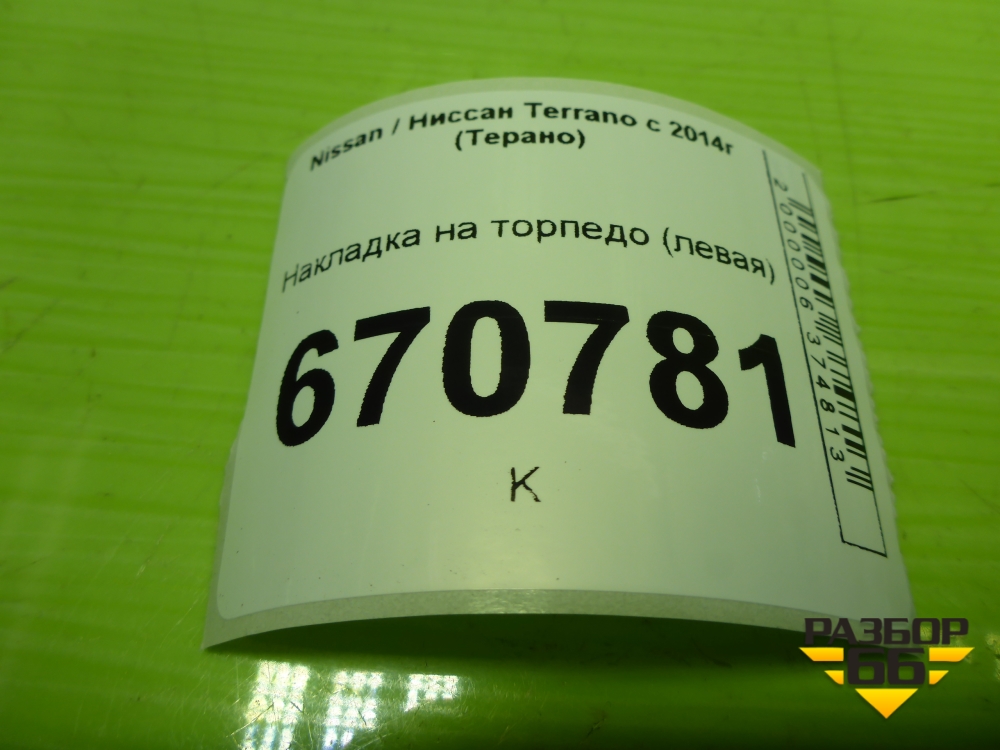 Nissan / Ниссан Terrano с 2014г
(Терано)
Накладка на торпедо (левая)
670781
К
2000006374813
РАЗБОР
66